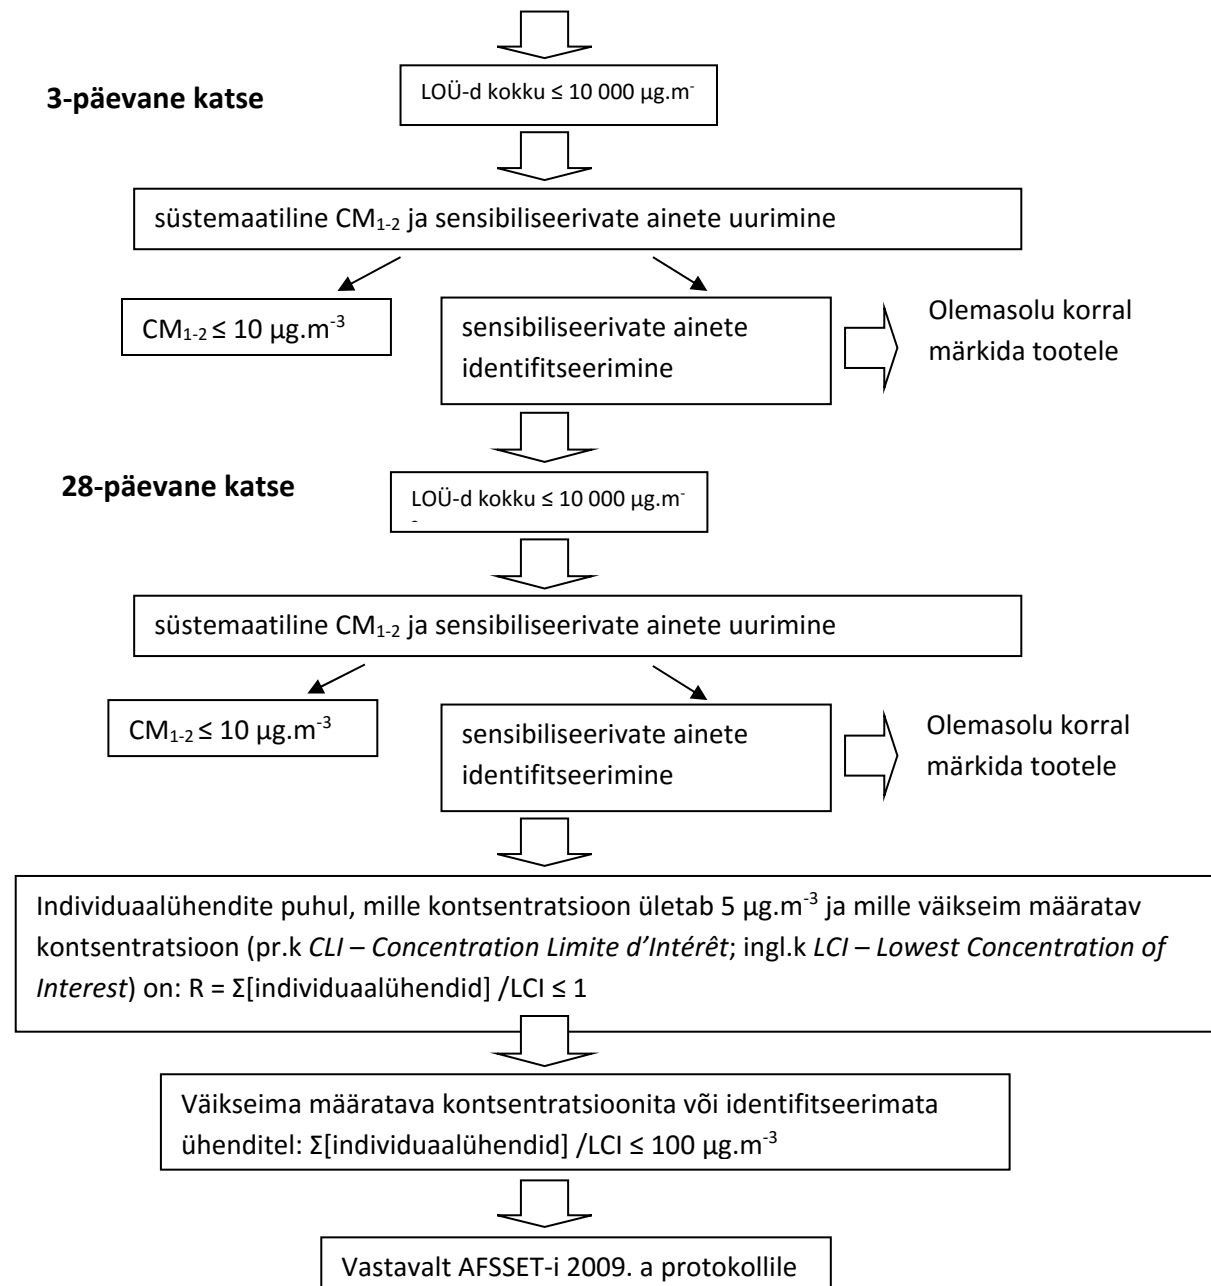 LOÜ-d kokku ≤ 10 000 µg.m⁻
3-päevane katse
süstemaatiline CM₁₋₂ ja sensibiliseerivate ainete uurimine
CM₁₋₂ ≤ 10 µg.m⁻³
sensibiliseerivate ainete
identifitseerimine
Olemasolu korral
märkida tootele
28-päevane katse
LOÜ-d kokku ≤ 10 000 µg.m⁻
süstemaatiline CM₁₋₂ ja sensibiliseerivate ainete uurimine
CM₁₋₂ ≤ 10 µg.m⁻³
sensibiliseerivate ainete
identifitseerimine
Olemasolu korral
märkida tootele
Individuaalühendite puhul, mille kontsentratsioon ületab 5 µg.m⁻³ ja mille väikseim määratav
kontsentratsioon (pr.k CLI – Concentration Limite d’Intérêt; ingl.k LCI – Lowest Concentration of
Interest) on: R = Σ[individuaalühendid] /LCI ≤ 1
Väikseima määratava kontsentratsioonita või identifitseerimata
ühenditel: Σ[individuaalühendid] /LCI ≤ 100 µg.m⁻³
Vastavalt AFSSET-i 2009. a protokollile